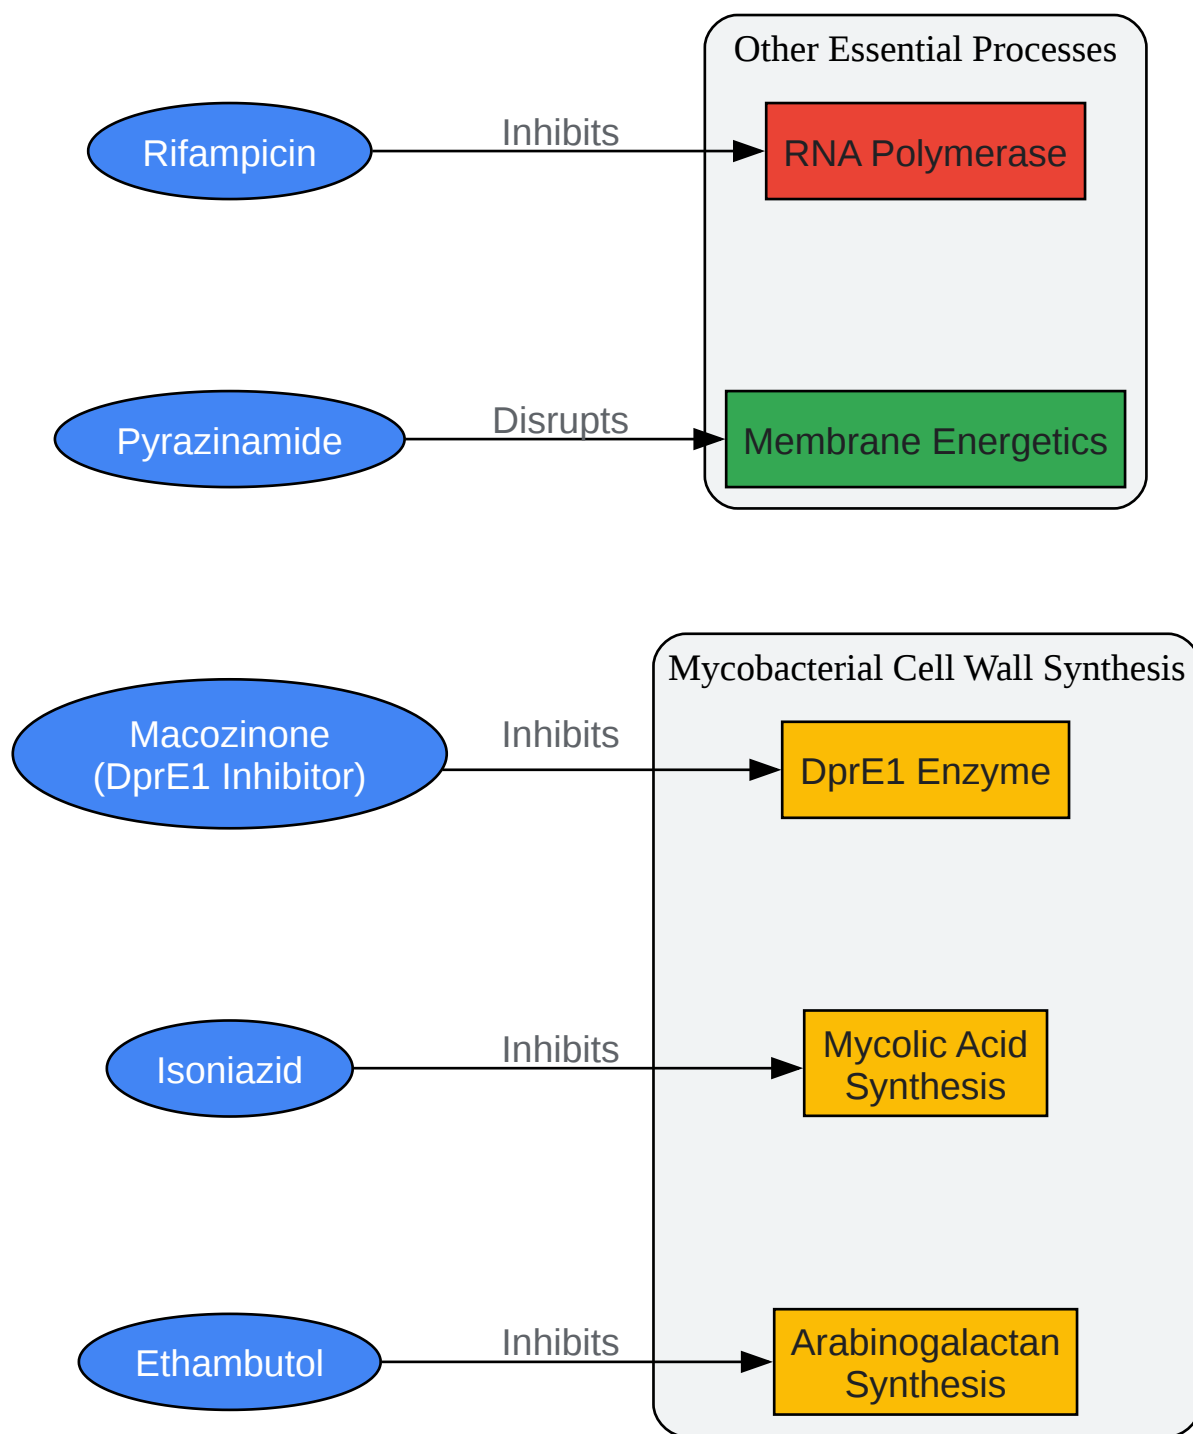 Other Essential Processes
Rifampicin
Inhibits
RNA Polymerase
Pyrazinamide
Disrupts
Membrane Energetics
Mycobacterial Cell Wall Synthesis
Macozinone
(DprE1 Inhibitor)
Inhibits
DprE1 Enzyme
Isoniazid
Inhibits
Mycolic Acid
Synthesis
Ethambutol
Inhibits
Arabinogalactan
Synthesis